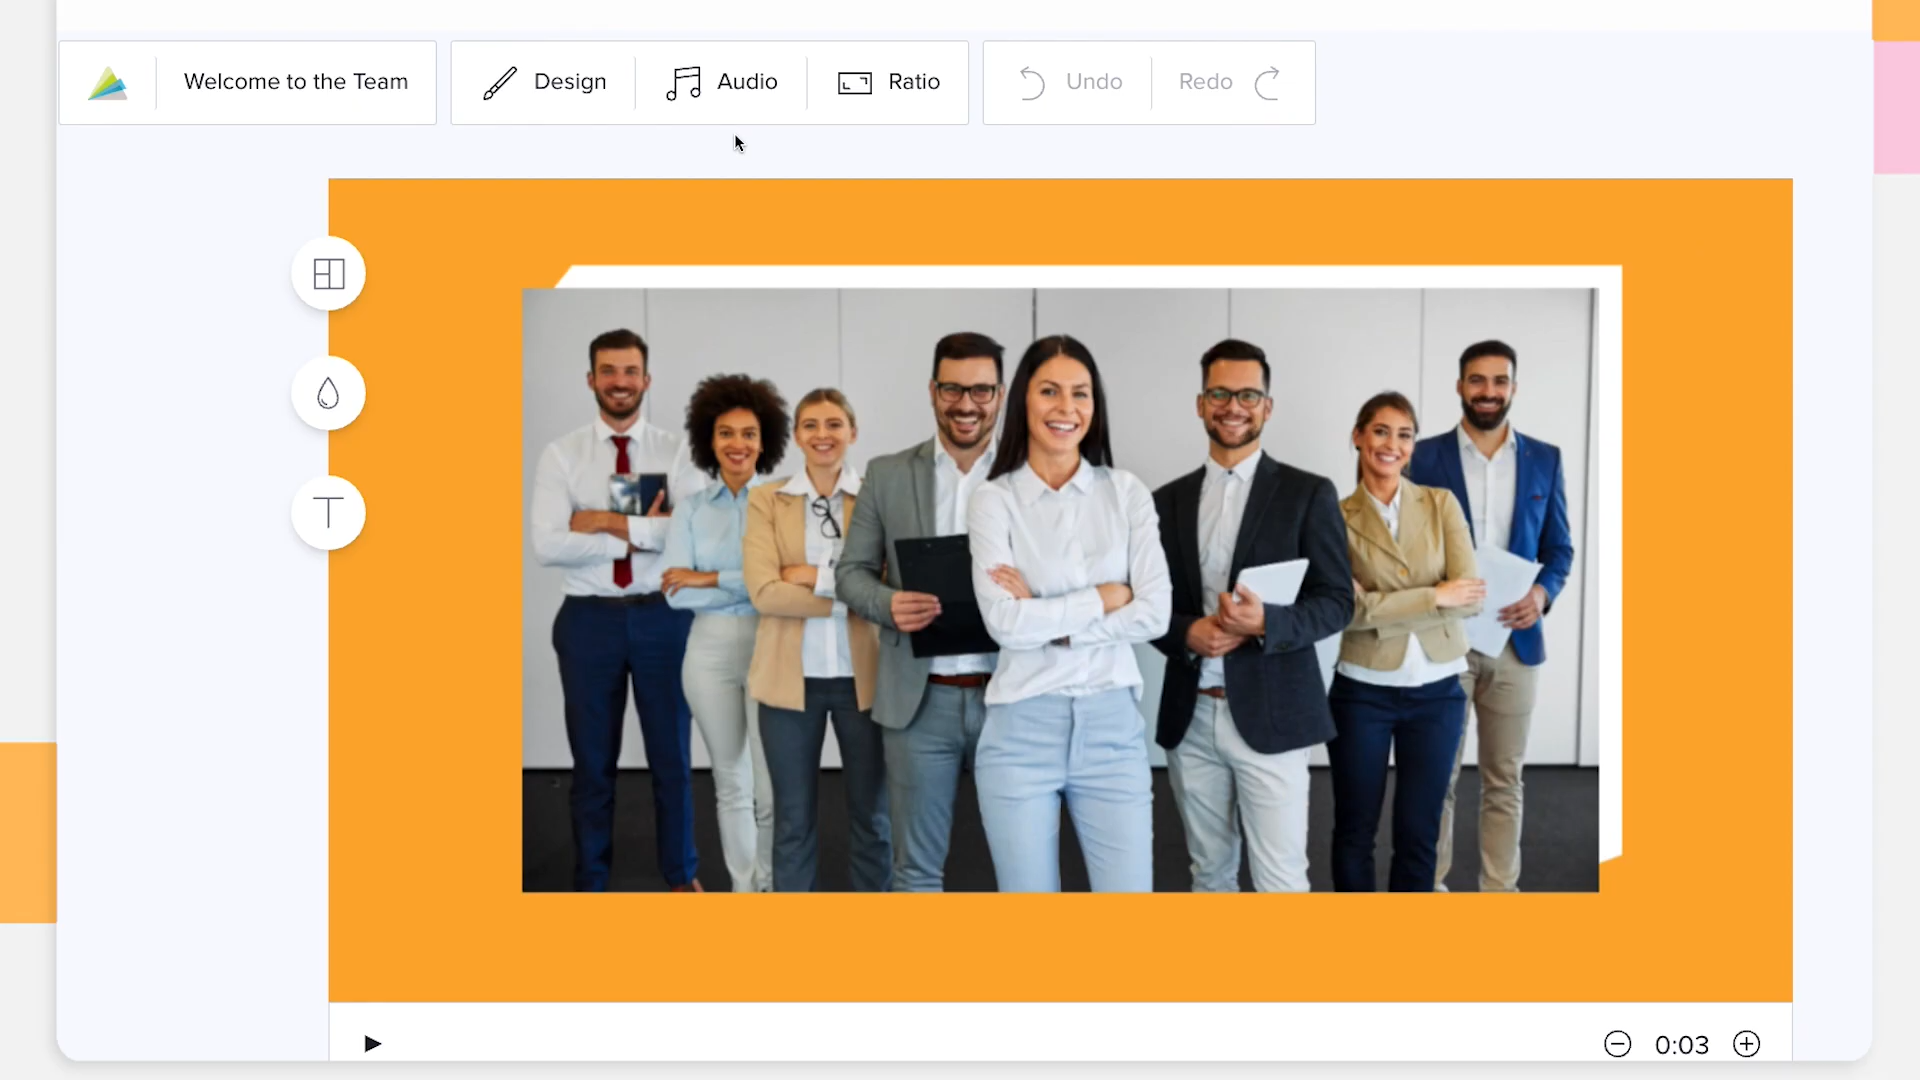 Welcome to the Team
Design
Audio
Ratio
Undo
Redo
T
0:03